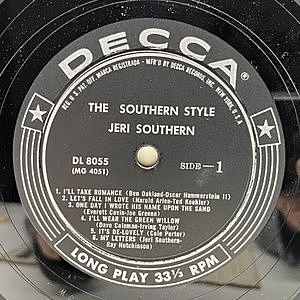 DECCA
REG. U.S. PAT. OFF. MARCA REGISTRADA - MF'D BY DECCA RECORDS, INC., NEW YORK, U.S.A.
THE SOUTHERN STYLE
JERI SOUTHERN
DL 8055
(MG 4051)
SIDE—1
1. I'LL TAKE ROMANCE (Ben Oakland-Oscar Hammerstein II)
2. LET'S FALL IN LOVE (Harold Arlen-Ted Koehler)
3. ONE DAY I WROTE HIS NAME UPON THE SAND
(Everett Covin-Joe Greene)
4. I'LL WEAR THE GREEN WILLOW
(Dave Coleman-Irving Taylor)
5. IT'S DE-LOVELY (Cole Porter)
6. MY LETTERS (Jeri Southern-
Ray Hutchinson)
LONG PLAY 33⅓ RPM